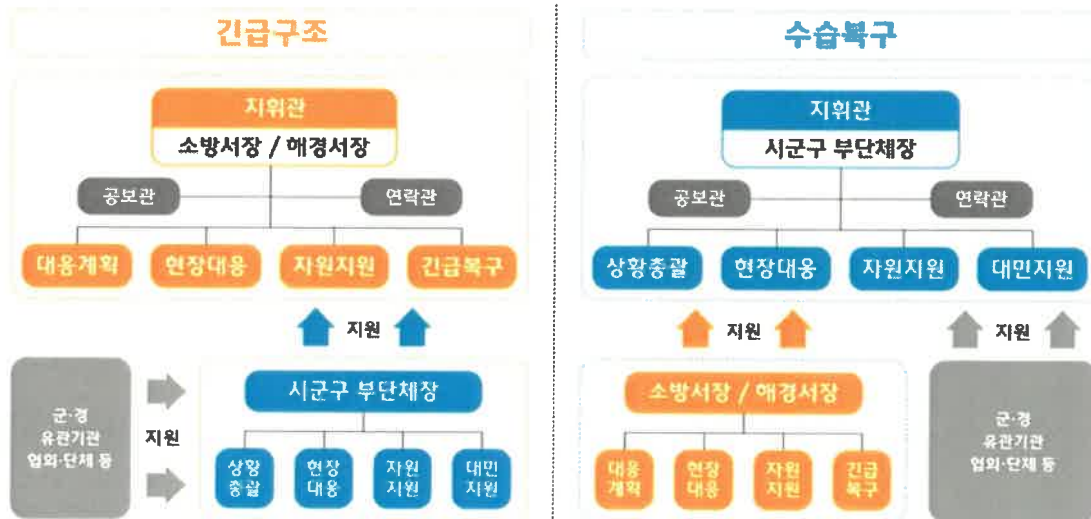 긴급구조
지휘관
소방서장 / 해경서장
공보관
연락관
대응계획
현장대응
자원지원
긴급복구
지원
군·경
유관기관
협회·단체 등
지원
시군구 부단체장
상황
총괄
현장
대응
자원
지원
대민
지원
수습복구
지휘관
시군구 부단체장
공보관
연락관
상황총괄
현장대응
자원지원
대민지원
지원
지원
소방서장 / 해경서장
대응
계획
현장
대응
자원
지원
긴급
복구
군·경
유관기관
협회·단체 등